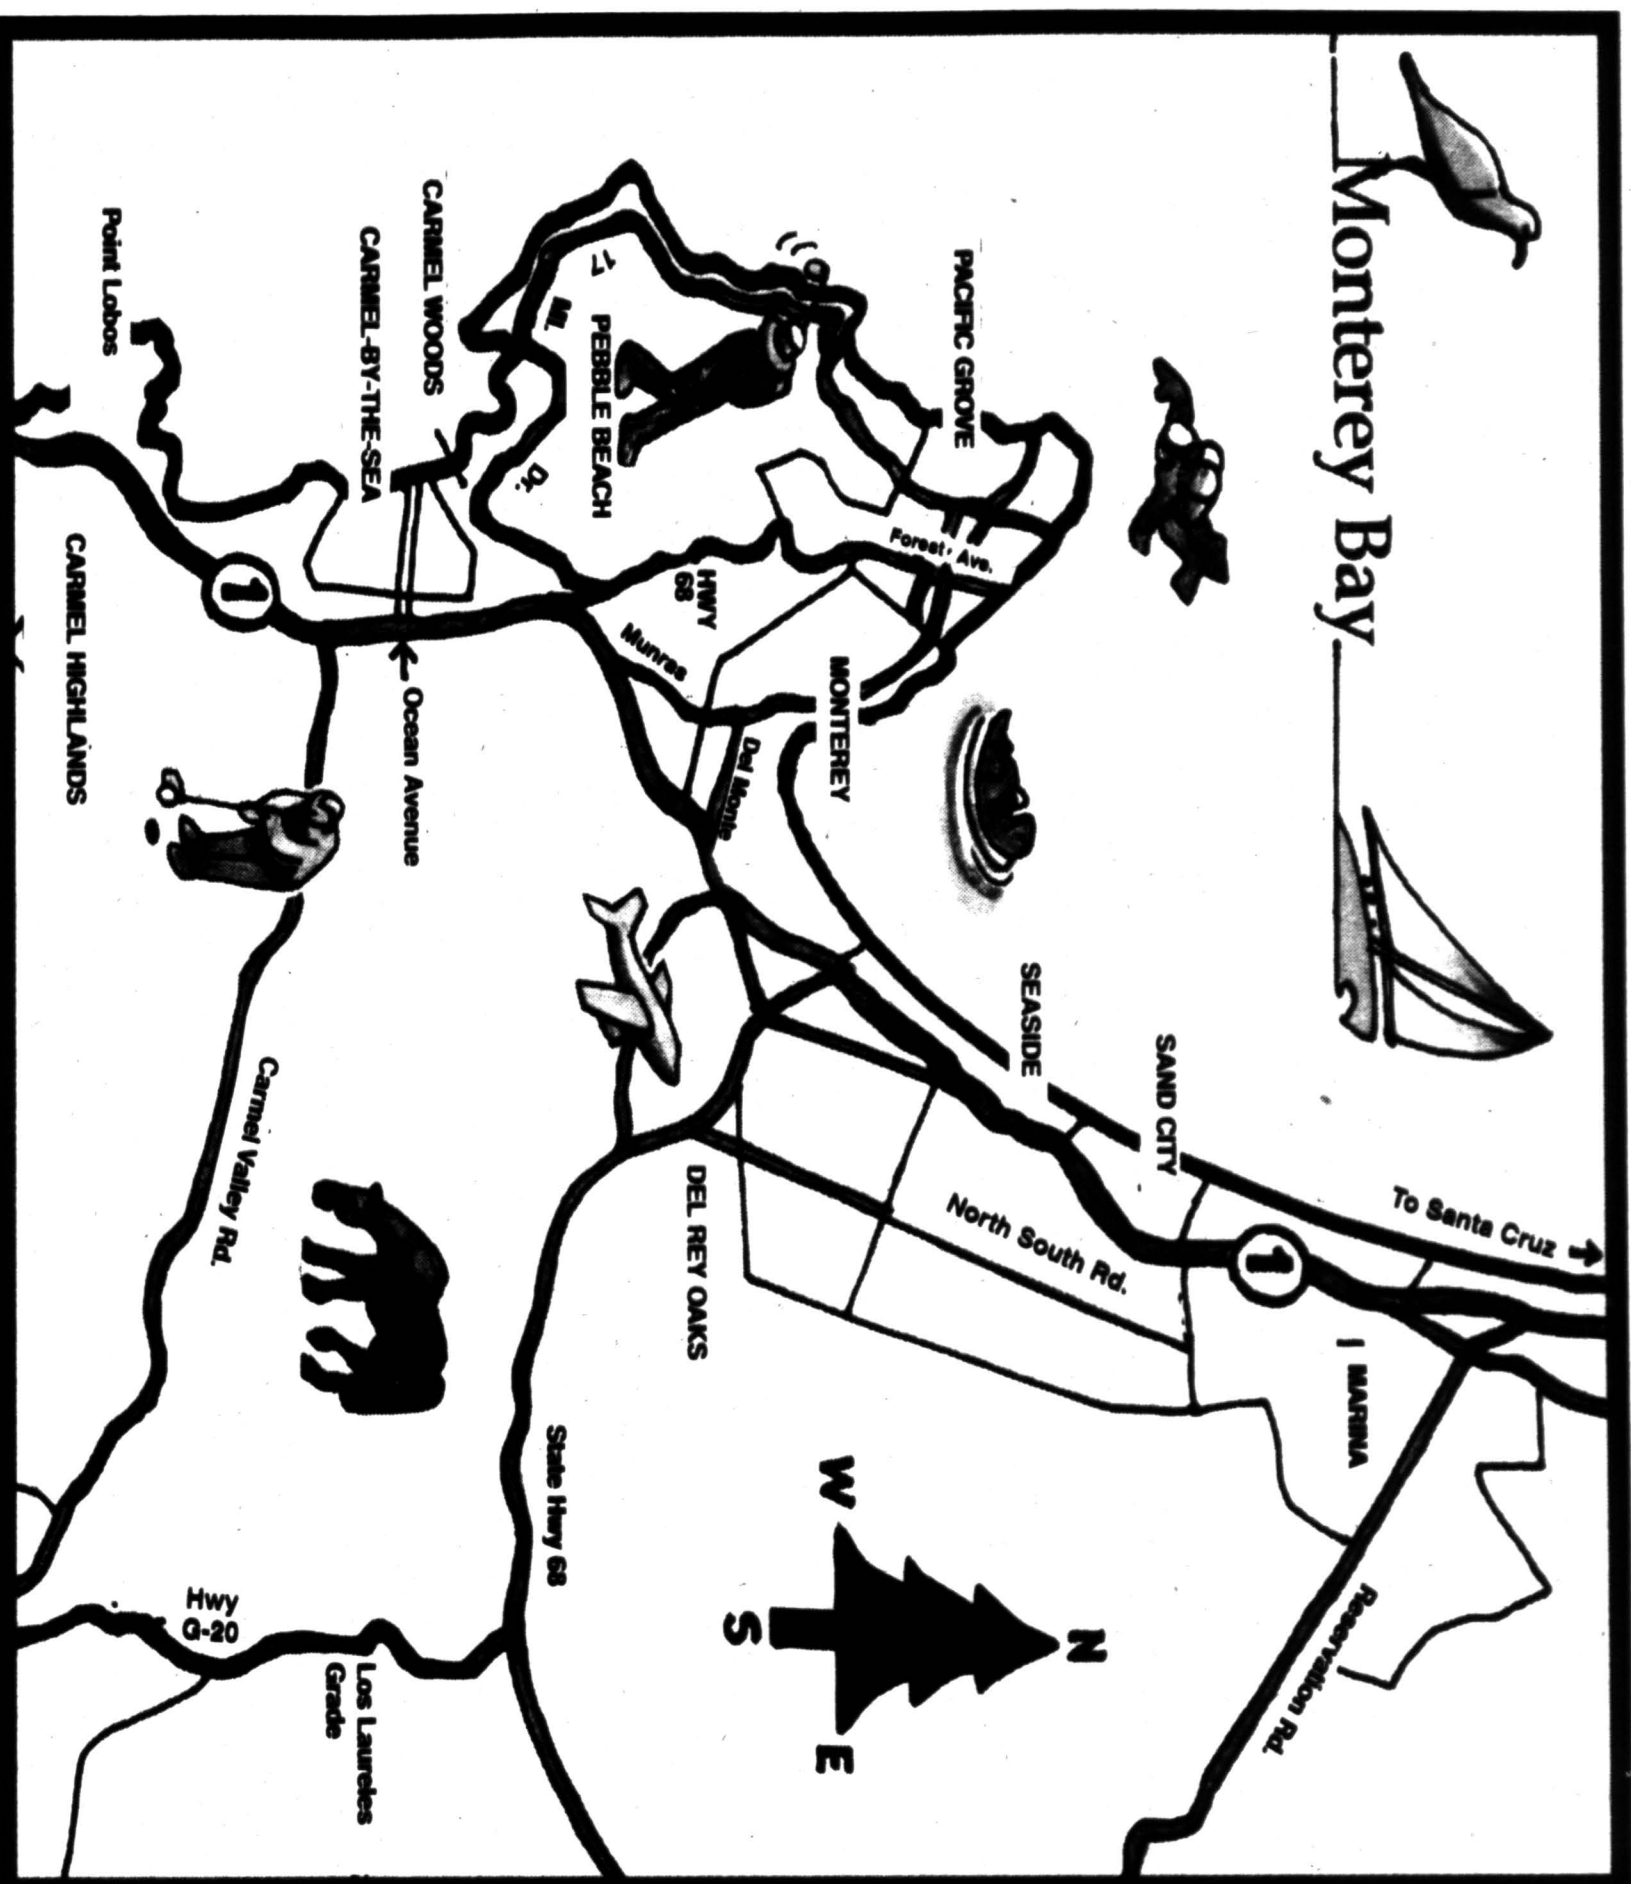 Monterey Bay
To Santa Cruz →
1
MARINA
SAND CITY
SEASIDE
North South Rd.
Reservation Rd.
PACIFIC GROVE
Forest Ave.
MONTEREY
N
W
E
S
Del Monte
HWY
68
Munras
DEL REY OAKS
PEBBLE BEACH
17
Mi.
Dr.
State Hwy 68
CARMEL WOODS
CARMEL-BY-THE-SEA
Ocean Avenue
Los Laureles
Grade
Hwy
G-20
Carmel Valley Rd.
1
Point Lobos
CARMEL HIGHLANDS